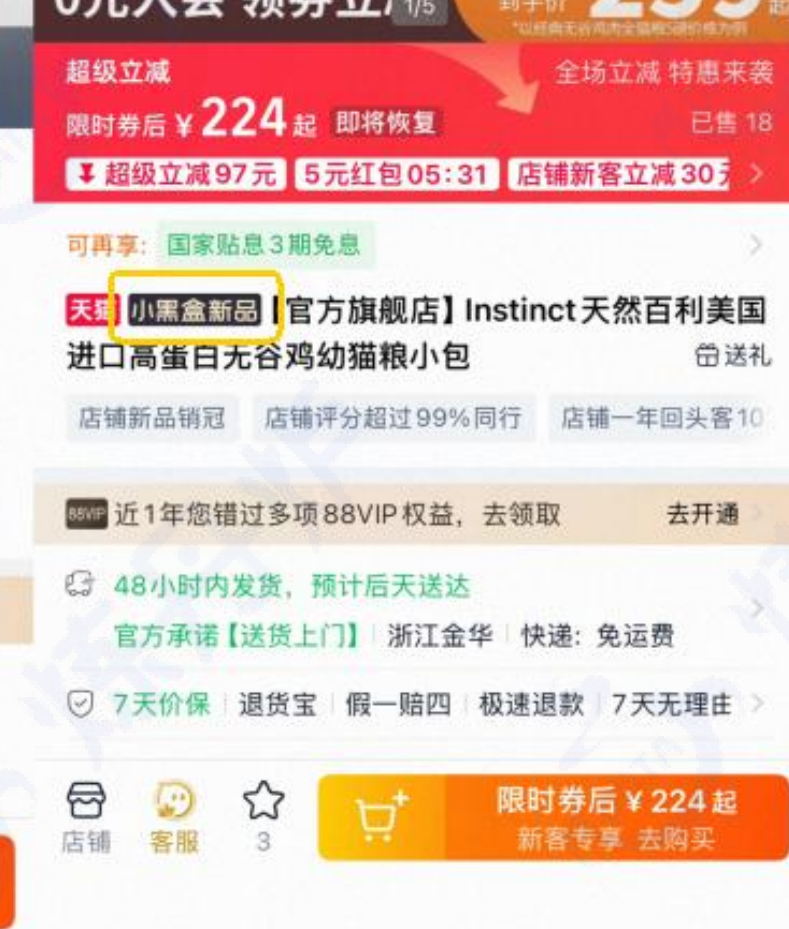 1/5
超级立减
全场立减 特惠来袭
限时券后¥224起 即将恢复
已售 18
超级立减97元 5元红包05:31 店铺新客立减30
可再享: 国家贴息3期免息
天猫 小黑盒新品 【官方旗舰店】Instinct天然百利美国
进口高蛋白无谷鸡幼猫粮小包
送礼
店铺新品销冠 店铺评分超过99%同行 店铺一年回头客10
88VIP 近1年您错过多项88VIP权益，去领取 去开通
48小时内发货，预计后天送达
官方承诺【送货上门】 浙江金华 快递: 免运费
7天价保 退货宝 假一赔四 极速退款 7天无理由
店铺 客服 3
限时券后¥224起
新客专享 去购买